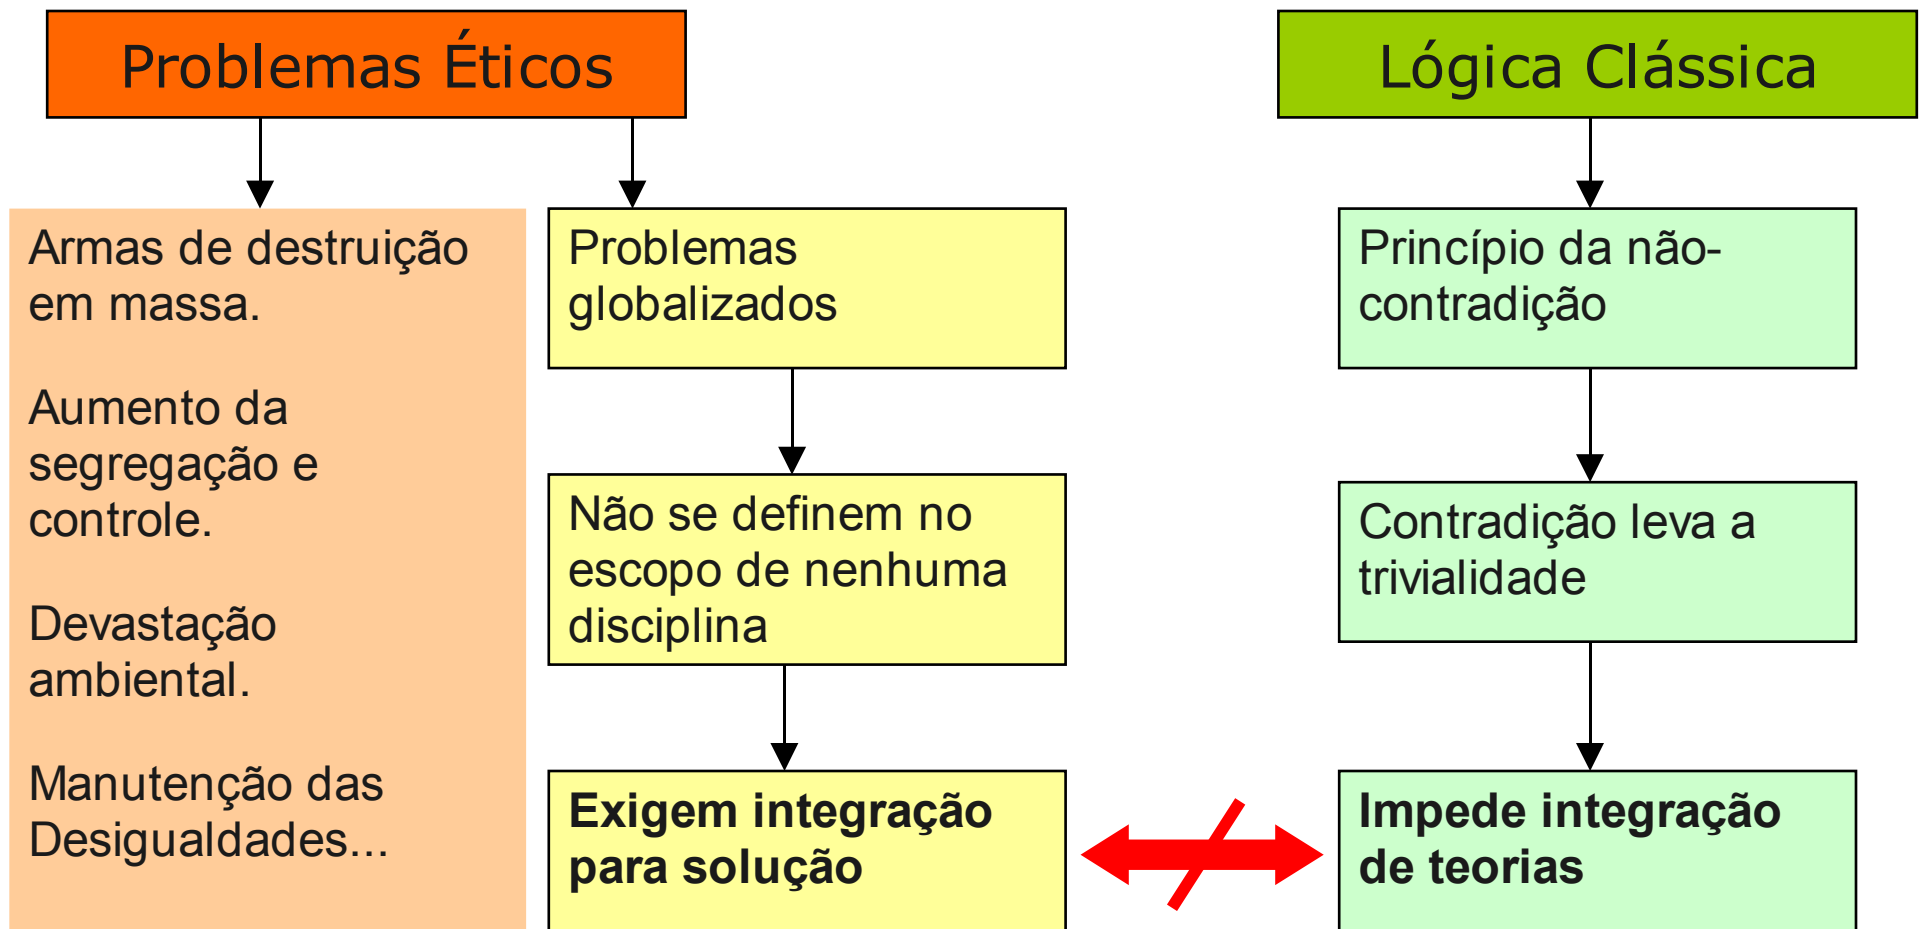 Problemas Éticos
Lógica Clássica
Armas de destruição
em massa.
Aumento da
segregação e
controle.
Devastação
ambiental.
Manutenção das
Desigualdades...
Problemas
globalizados
Não se definem no
escopo de nenhuma
disciplina
Exigem integração
para solução
Princípio da não-
contradição
Contradição leva a
trivialidade
Impede integração
de teorias